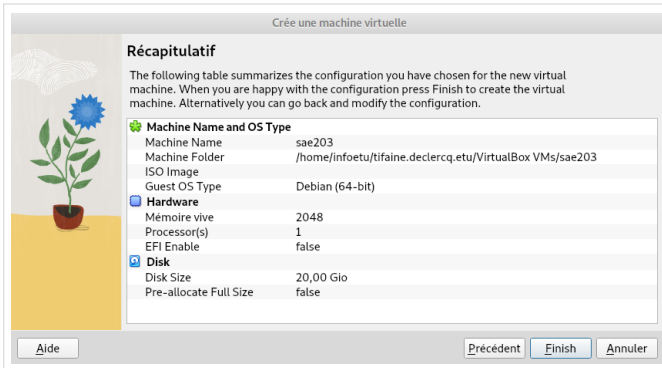 Crée une machine virtuelle
Récapitulatif
The following table summarizes the configuration you have chosen for the new virtual
machine. When you are happy with the configuration press Finish to create the virtual
machine. Alternatively you can go back and modify the configuration.
Machine Name and OS Type
Machine Name sae203
Machine Folder /home/infoetu/tifaine.declercq.etu/VirtualBox VMs/sae203
ISO Image
Guest OS Type Debian (64-bit)
Hardware
Mémoire vive 2048
Processor(s) 1
EFI Enable false
Disk
Disk Size 20,00 Gio
Pre-allocate Full Size false
Aide Précédent Finish Annuler